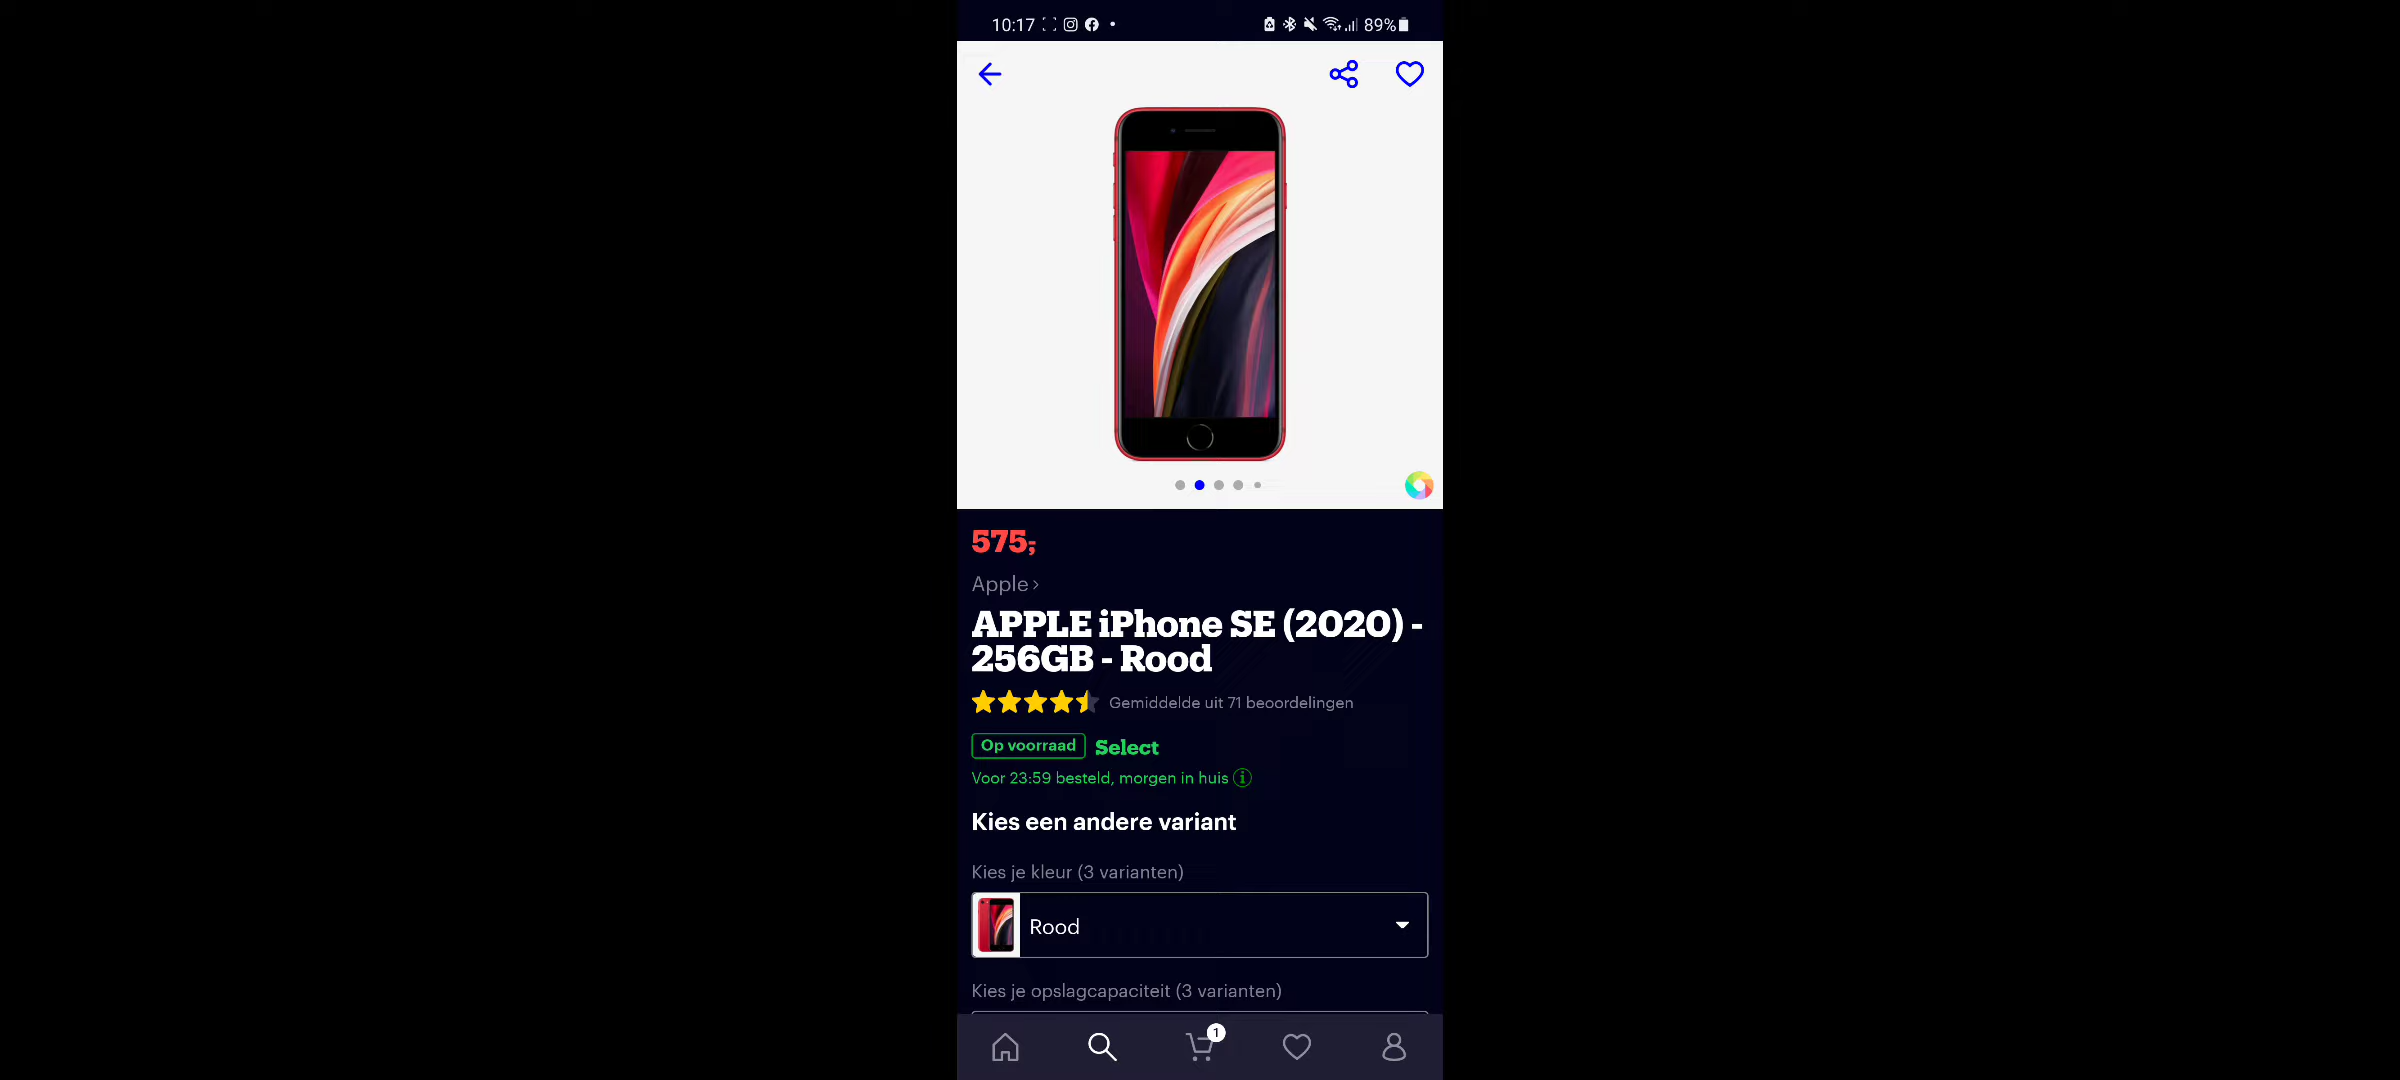 10:17
89%
575,-
Apple ›
APPLE iPhone SE (2020) -
256GB - Rood
Gemiddelde uit 71 beoordelingen
Op voorraad Select
Voor 23:59 besteld, morgen in huis
Kies een andere variant
Kies je kleur (3 varianten)
Rood
Kies je opslagcapaciteit (3 varianten)
1